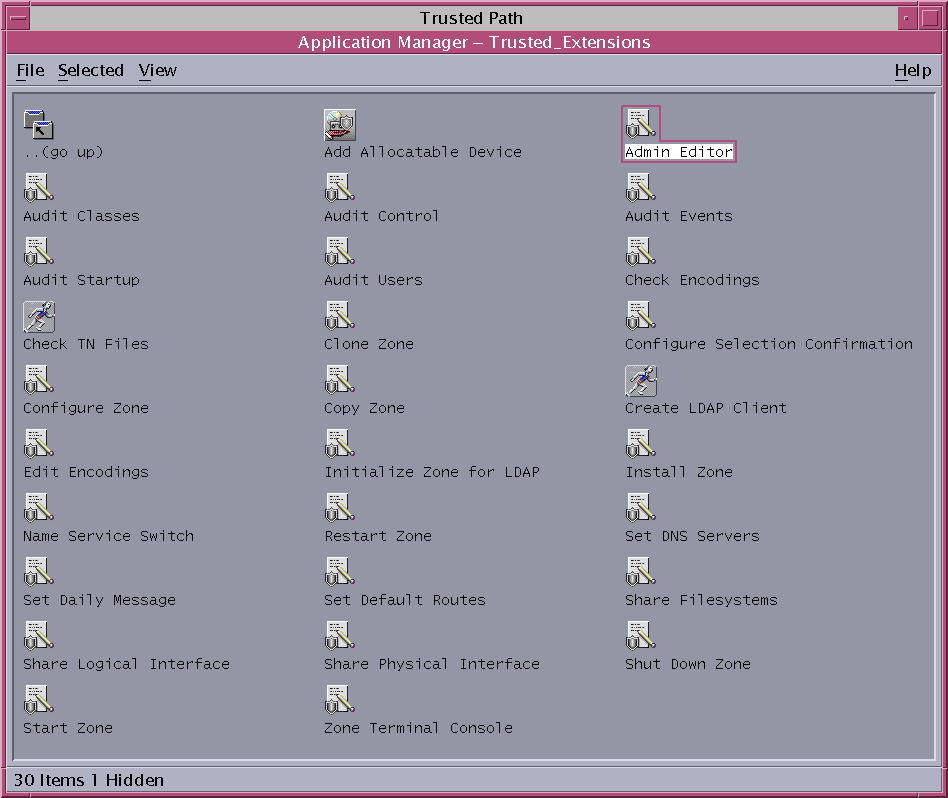 Trusted Path
Application Manager – Trusted_Extensions
File Selected View Help
..(go up)
Add Allocatable Device
Admin Editor
Audit Classes
Audit Control
Audit Events
Audit Startup
Audit Users
Check Encodings
Check TN Files
Clone Zone
Configure Selection Confirmation
Configure Zone
Copy Zone
Create LDAP Client
Edit Encodings
Initialize Zone for LDAP
Install Zone
Name Service Switch
Restart Zone
Set DNS Servers
Set Daily Message
Set Default Routes
Share Filesystems
Share Logical Interface
Share Physical Interface
Shut Down Zone
Start Zone
Zone Terminal Console
30 Items 1 Hidden